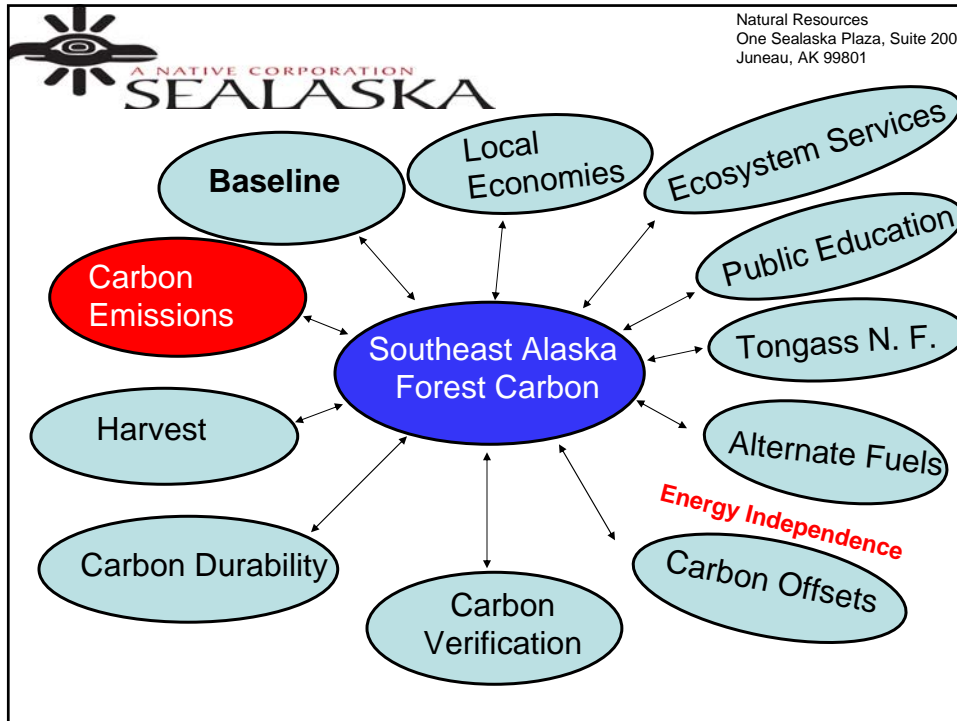 Natural Resources
One Sealaska Plaza, Suite 200
Juneau, AK 99801
A NATIVE CORPORATION
SEALASKA
Baseline
Local
Economies
Ecosystem Services
Public Education
Carbon
Emissions
Southeast Alaska
Forest Carbon
Tongass N. F.
Harvest
Alternate Fuels
Energy Independence
Carbon Durability
Carbon Offsets
Carbon
Verification